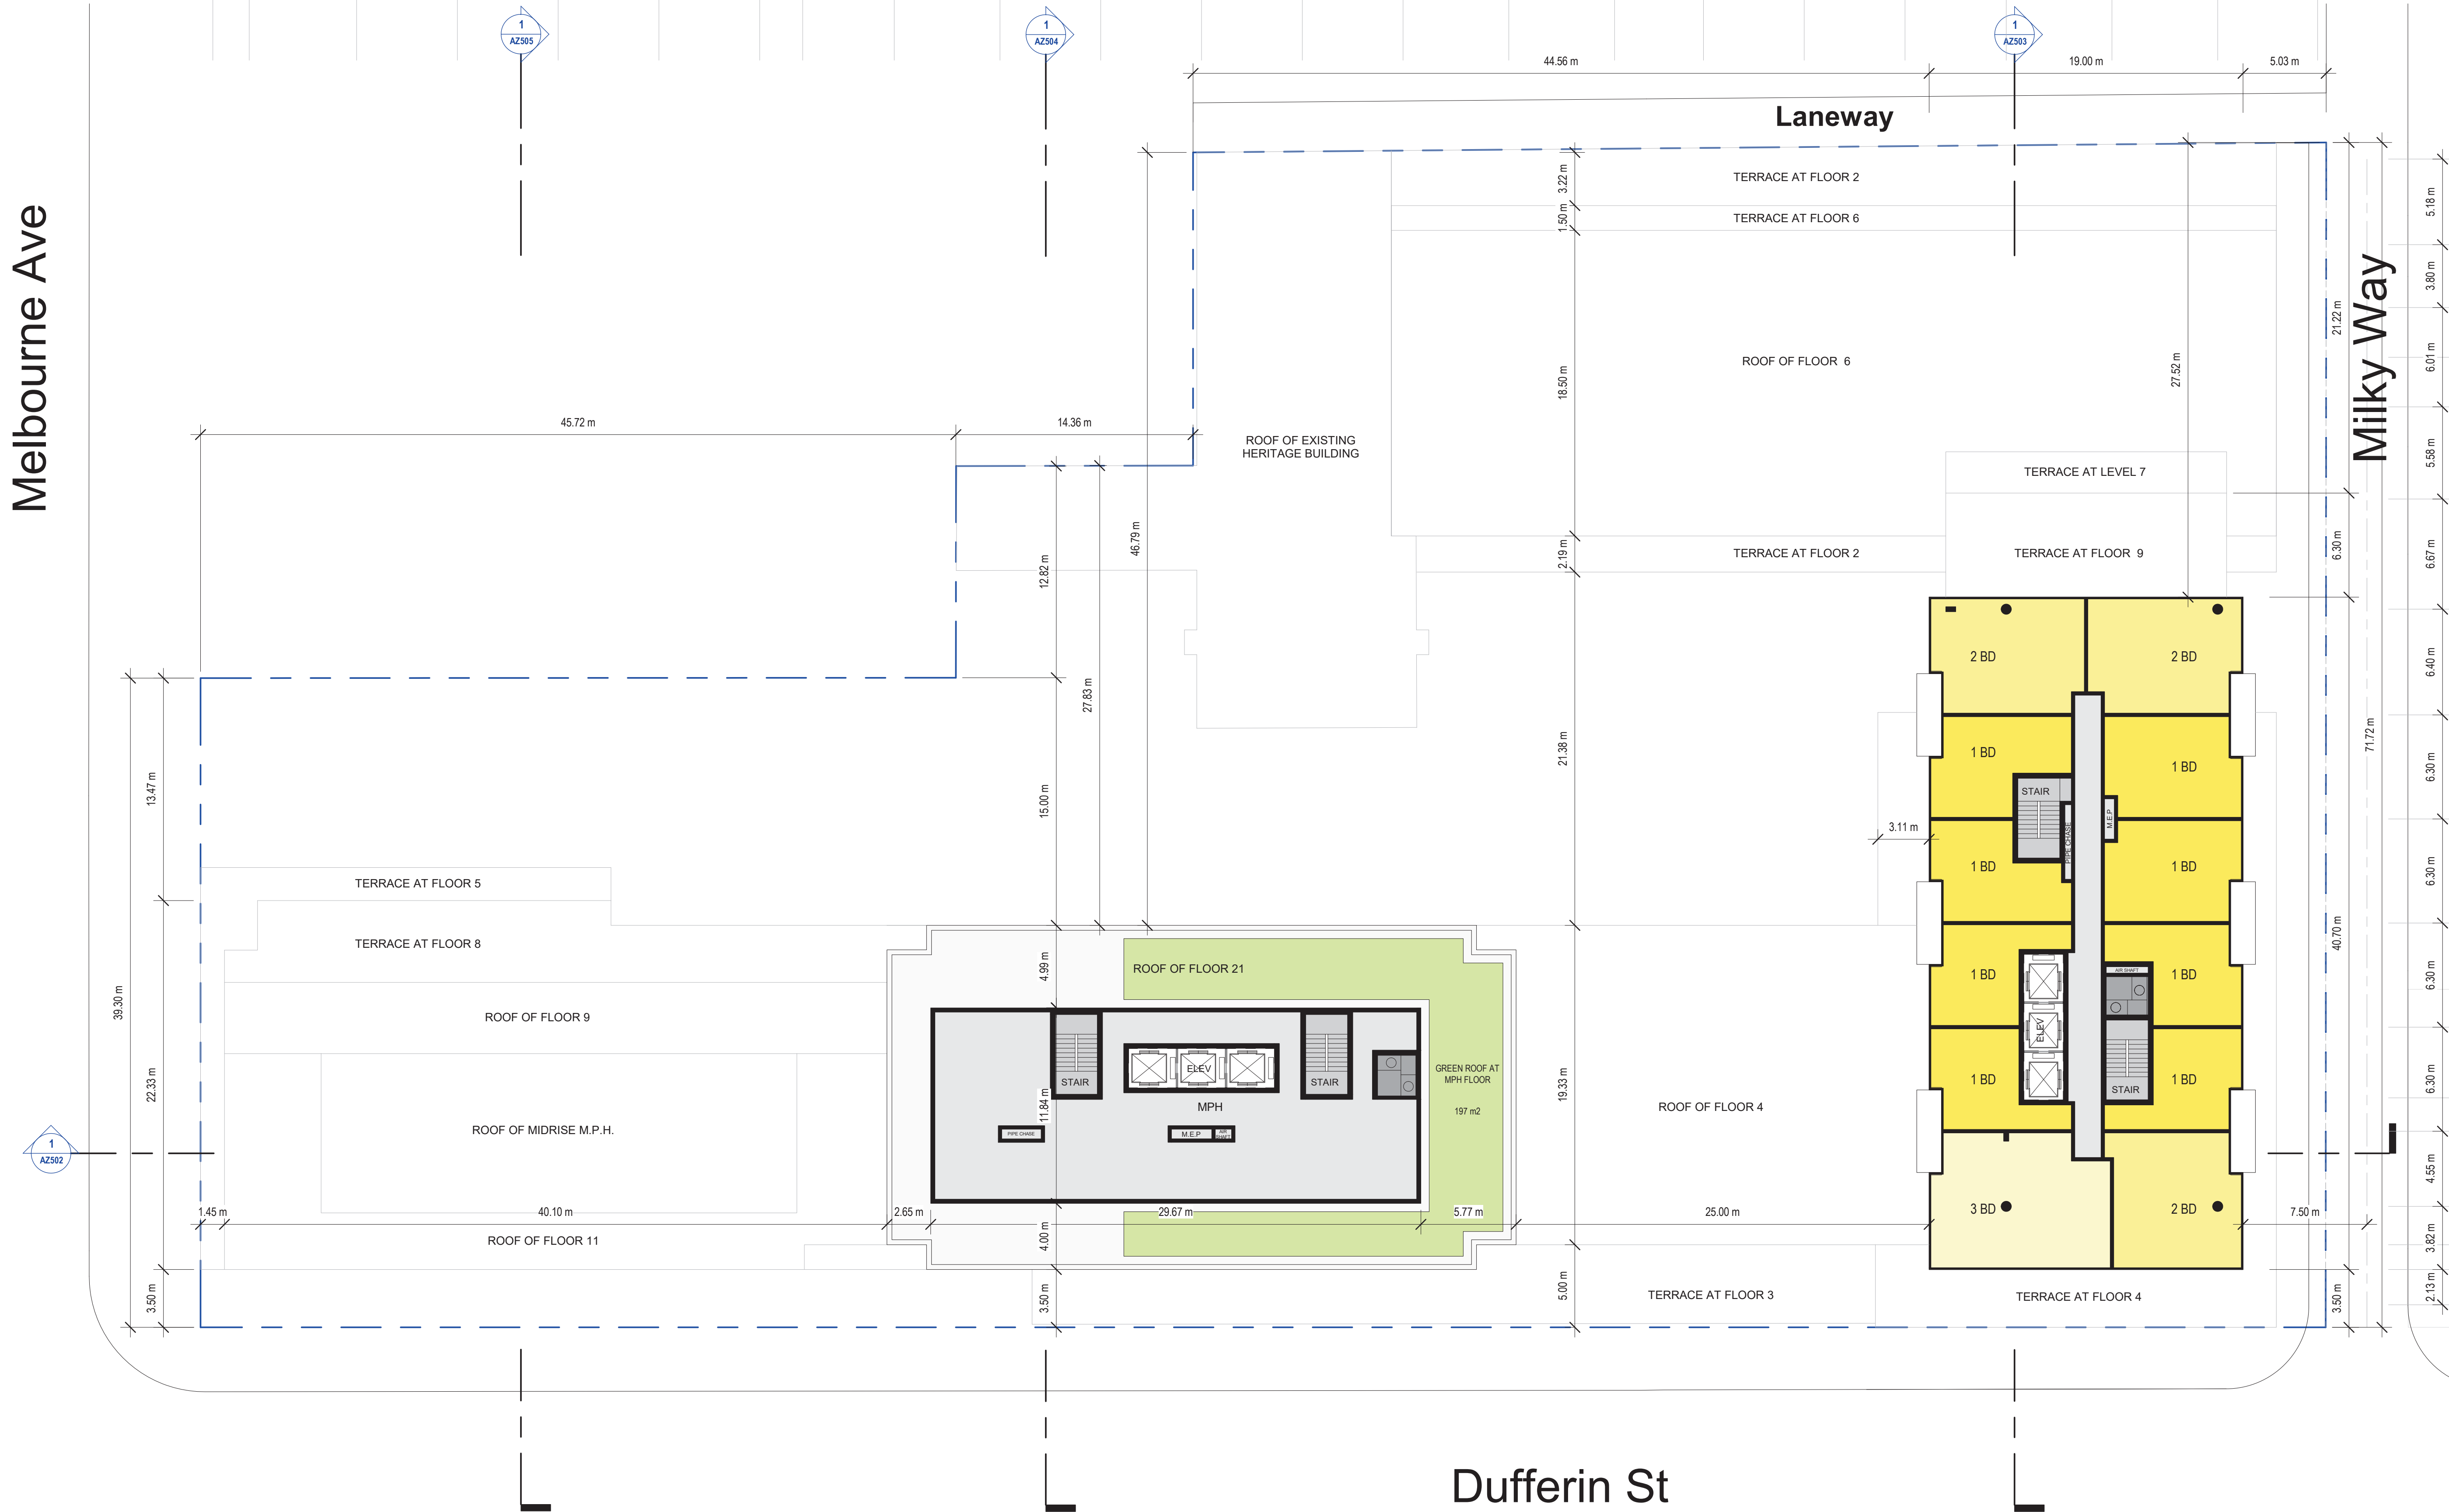 1
AZ505
1
AZ504
1
AZ503
44.56 m
19.00 m
5.03 m
Laneway
Melbourne Ave
Milky Way
TERRACE AT FLOOR 2
TERRACE AT FLOOR 6
3.22 m
1.50 m
18.50 m
2.19 m
21.38 m
19.33 m
5.00 m
ROOF OF FLOOR 6
27.52 m
21.22 m
6.30 m
40.70 m
3.50 m
71.72 m
5.18 m
3.80 m
6.01 m
5.58 m
6.67 m
6.40 m
6.30 m
6.30 m
6.30 m
6.30 m
4.55 m
3.82 m
2.13 m
45.72 m
14.36 m
ROOF OF EXISTING
HERITAGE BUILDING
TERRACE AT LEVEL 7
TERRACE AT FLOOR 2
TERRACE AT FLOOR 9
46.79 m
12.82 m
27.83 m
15.00 m
4.99 m
11.84 m
4.00 m
3.50 m
2 BD
2 BD
1 BD
1 BD
STAIR
M.E.P
PIPE CHASE
3.11 m
1 BD
1 BD
1 BD
1 BD
AIR SHAFT
ELEV
1 BD
1 BD
STAIR
3 BD
2 BD
39.30 m
13.47 m
22.33 m
3.50 m
TERRACE AT FLOOR 5
TERRACE AT FLOOR 8
ROOF OF FLOOR 21
ROOF OF FLOOR 9
STAIR
ELEV
STAIR
GREEN ROOF AT
MPH FLOOR
197 m2
MPH
ROOF OF FLOOR 4
ROOF OF MIDRISE M.P.H.
PIPE CHASE
M.E.P
AIR
SHAFT
1
AZ502
1.45 m
40.10 m
2.65 m
29.67 m
5.77 m
25.00 m
7.50 m
ROOF OF FLOOR 11
TERRACE AT FLOOR 3
TERRACE AT FLOOR 4
Dufferin St